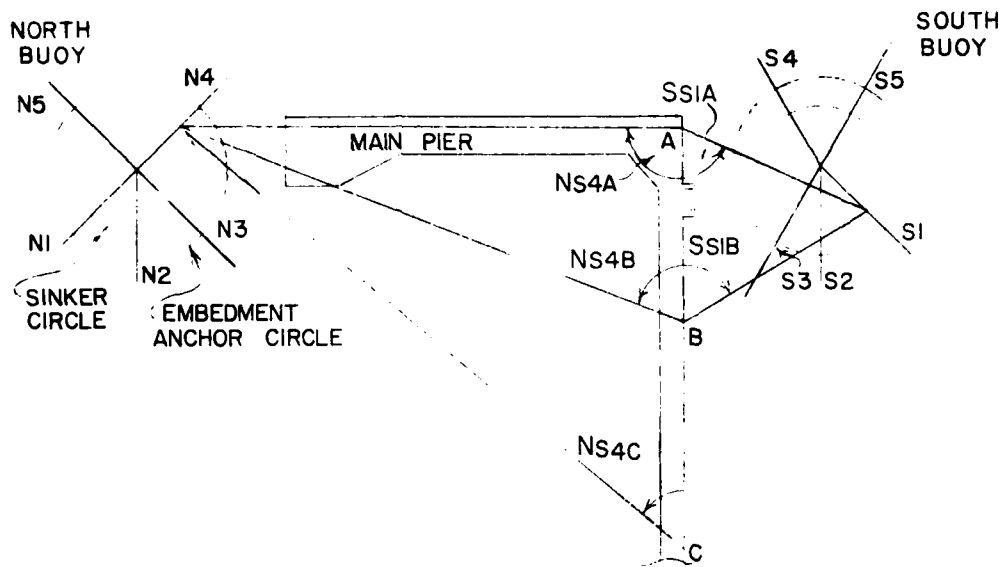 NORTH
BUOY
N5
N4
N1
N2
N3
SINKER
CIRCLE
EMBEDMENT
ANCHOR CIRCLE
MAIN PIER
A
NS4A
SS1A
SOUTH
BUOY
S4
S5
S1
S3
S2
NS4B
SS1B
B
NS4C
C